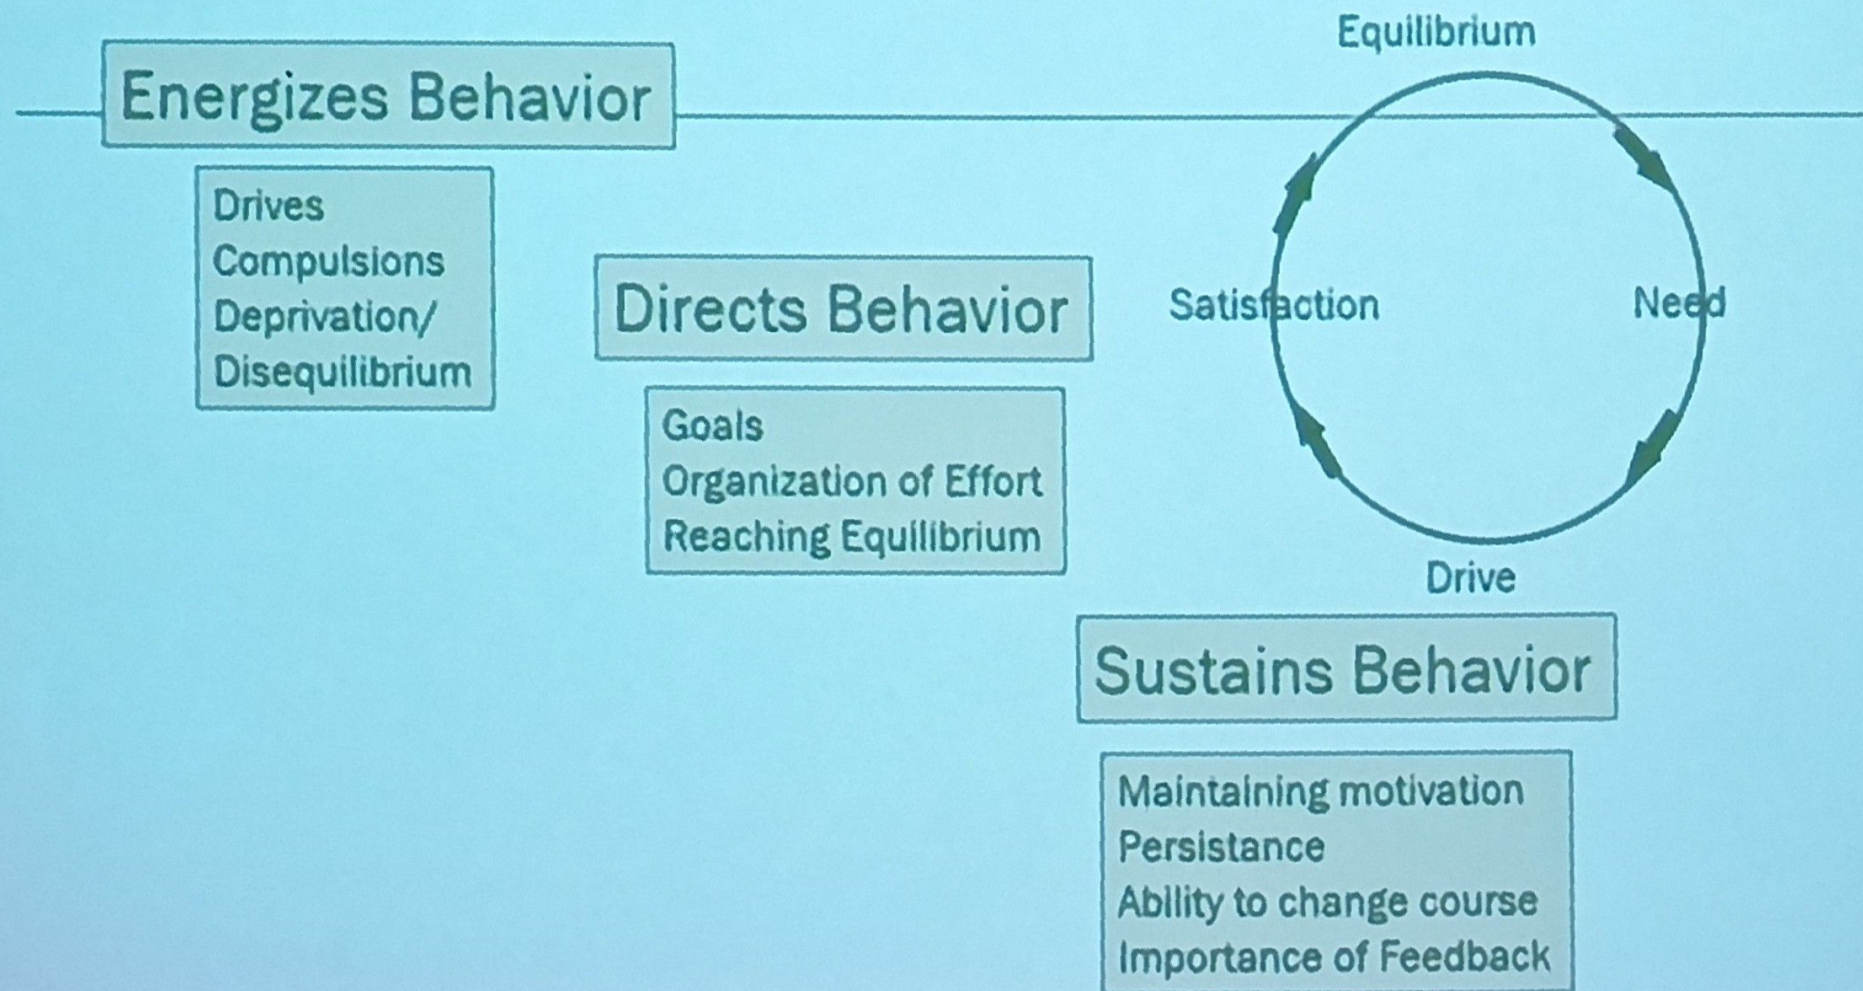 Energizes Behavior
Drives
Compulsions
Deprivation/
Disequilibrium
Directs Behavior
Goals
Organization of Effort
Reaching Equilibrium
Equilibrium
Need
Drive
Satisfaction
Sustains Behavior
Maintaining motivation
Persistance
Ability to change course
Importance of Feedback